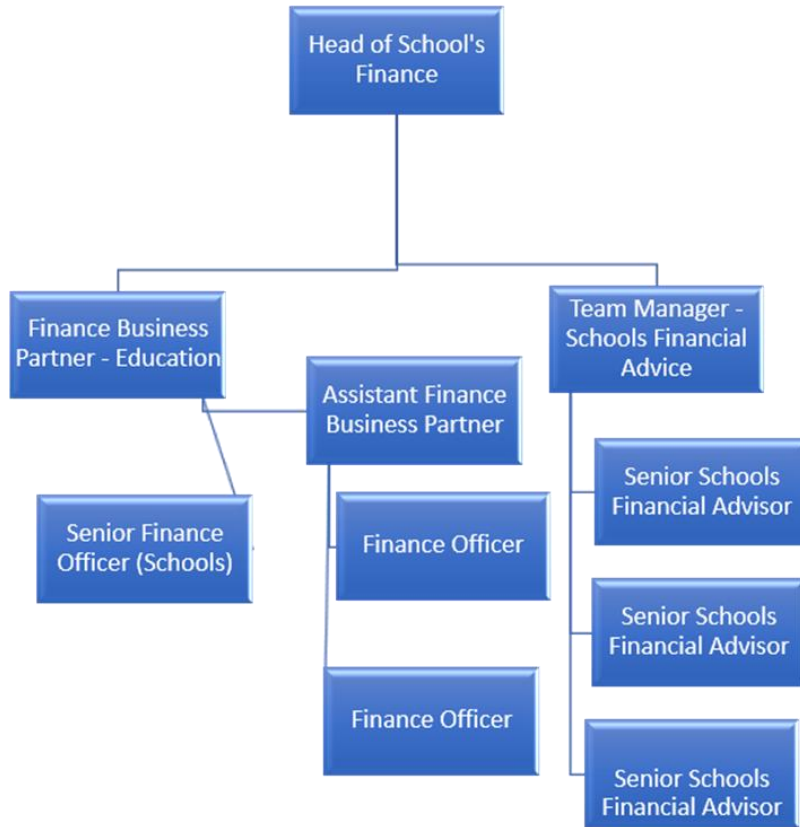 Head of School's
Finance
Finance Business
Partner - Education
Team Manager -
Schools Financial
Advice
Assistant Finance
Business Partner
Senior Schools
Financial Advisor
Senior Finance
Officer (Schools)
Finance Officer
Senior Schools
Financial Advisor
Finance Officer
Senior Schools
Financial Advisor